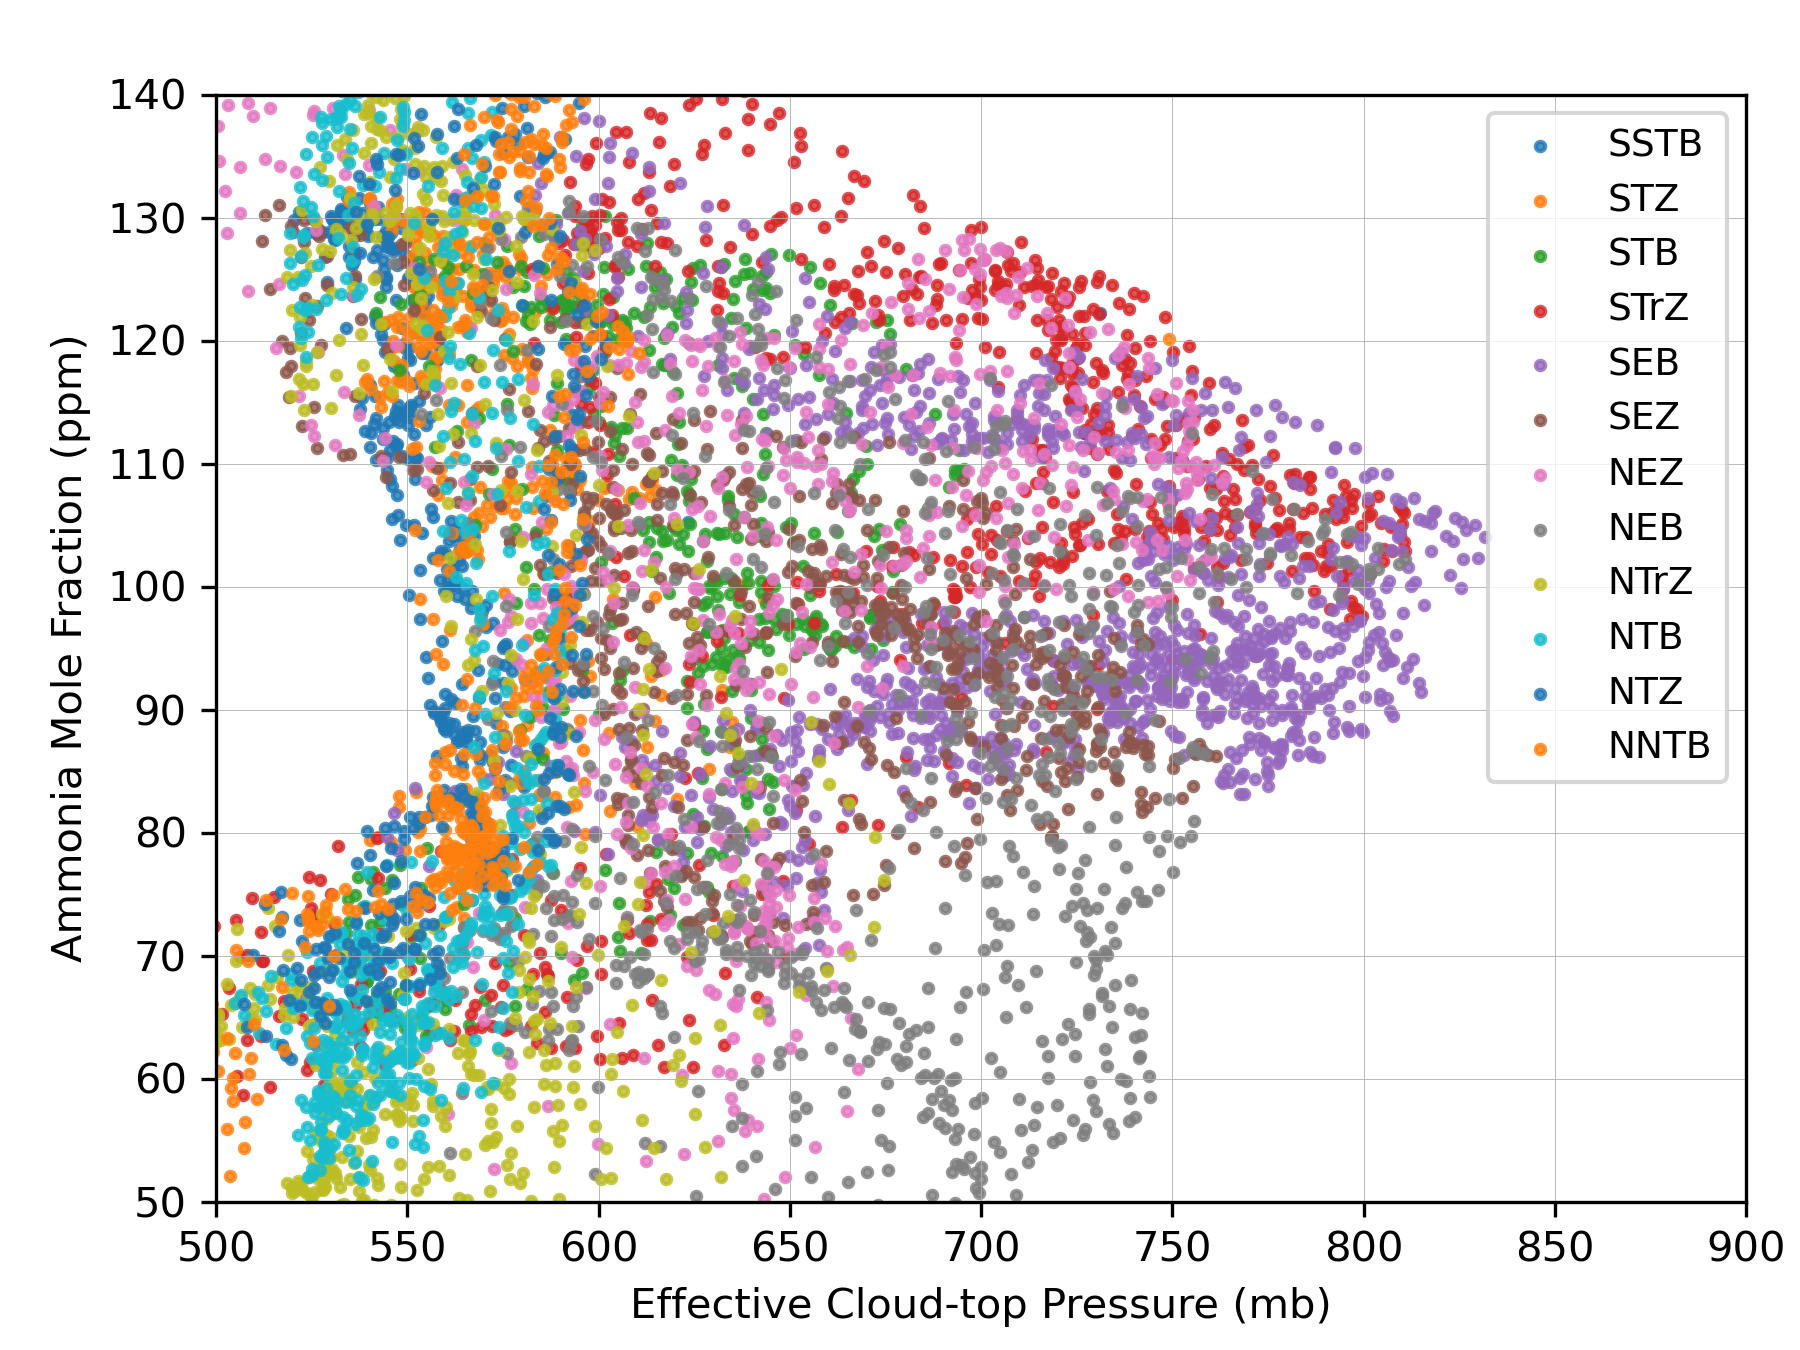 140
130
120
110
100
90
80
70
60
50
Ammonia Mole Fraction (ppm)
500 550 600 650 700 750 800 850 900
Effective Cloud-top Pressure (mb)
SSTB
STZ
STB
STrZ
SEB
SEZ
NEZ
NEB
NTrZ
NTB
NTZ
NNTB